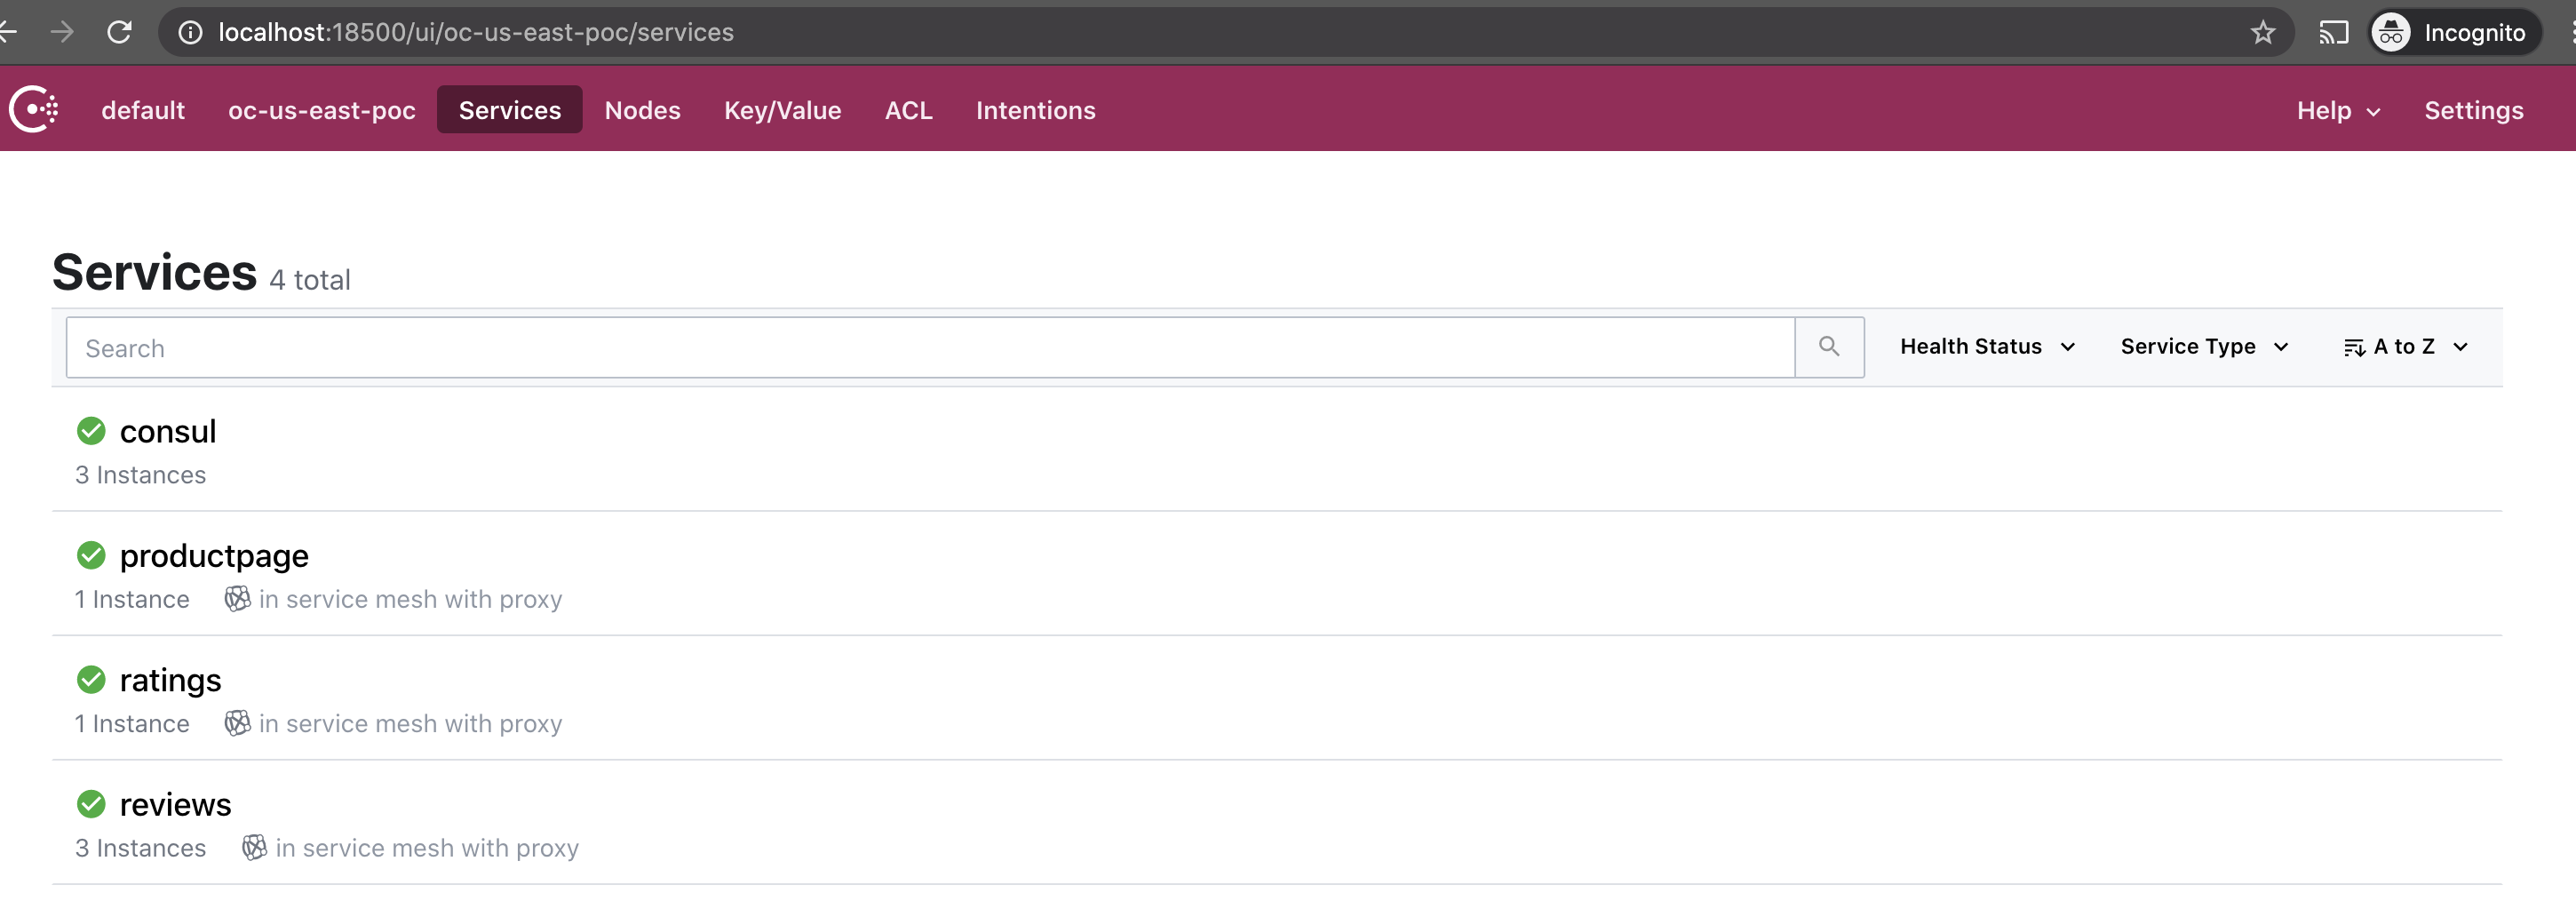 localhost:18500/ui/oc-us-east-poc/services Incognito
default oc-us-east-poc Services Nodes Key/Value ACL Intentions Help Settings
Services 4 total
Search Health Status Service Type A to Z
consul
3 Instances
productpage
1 Instance in service mesh with proxy
ratings
1 Instance in service mesh with proxy
reviews
3 Instances in service mesh with proxy